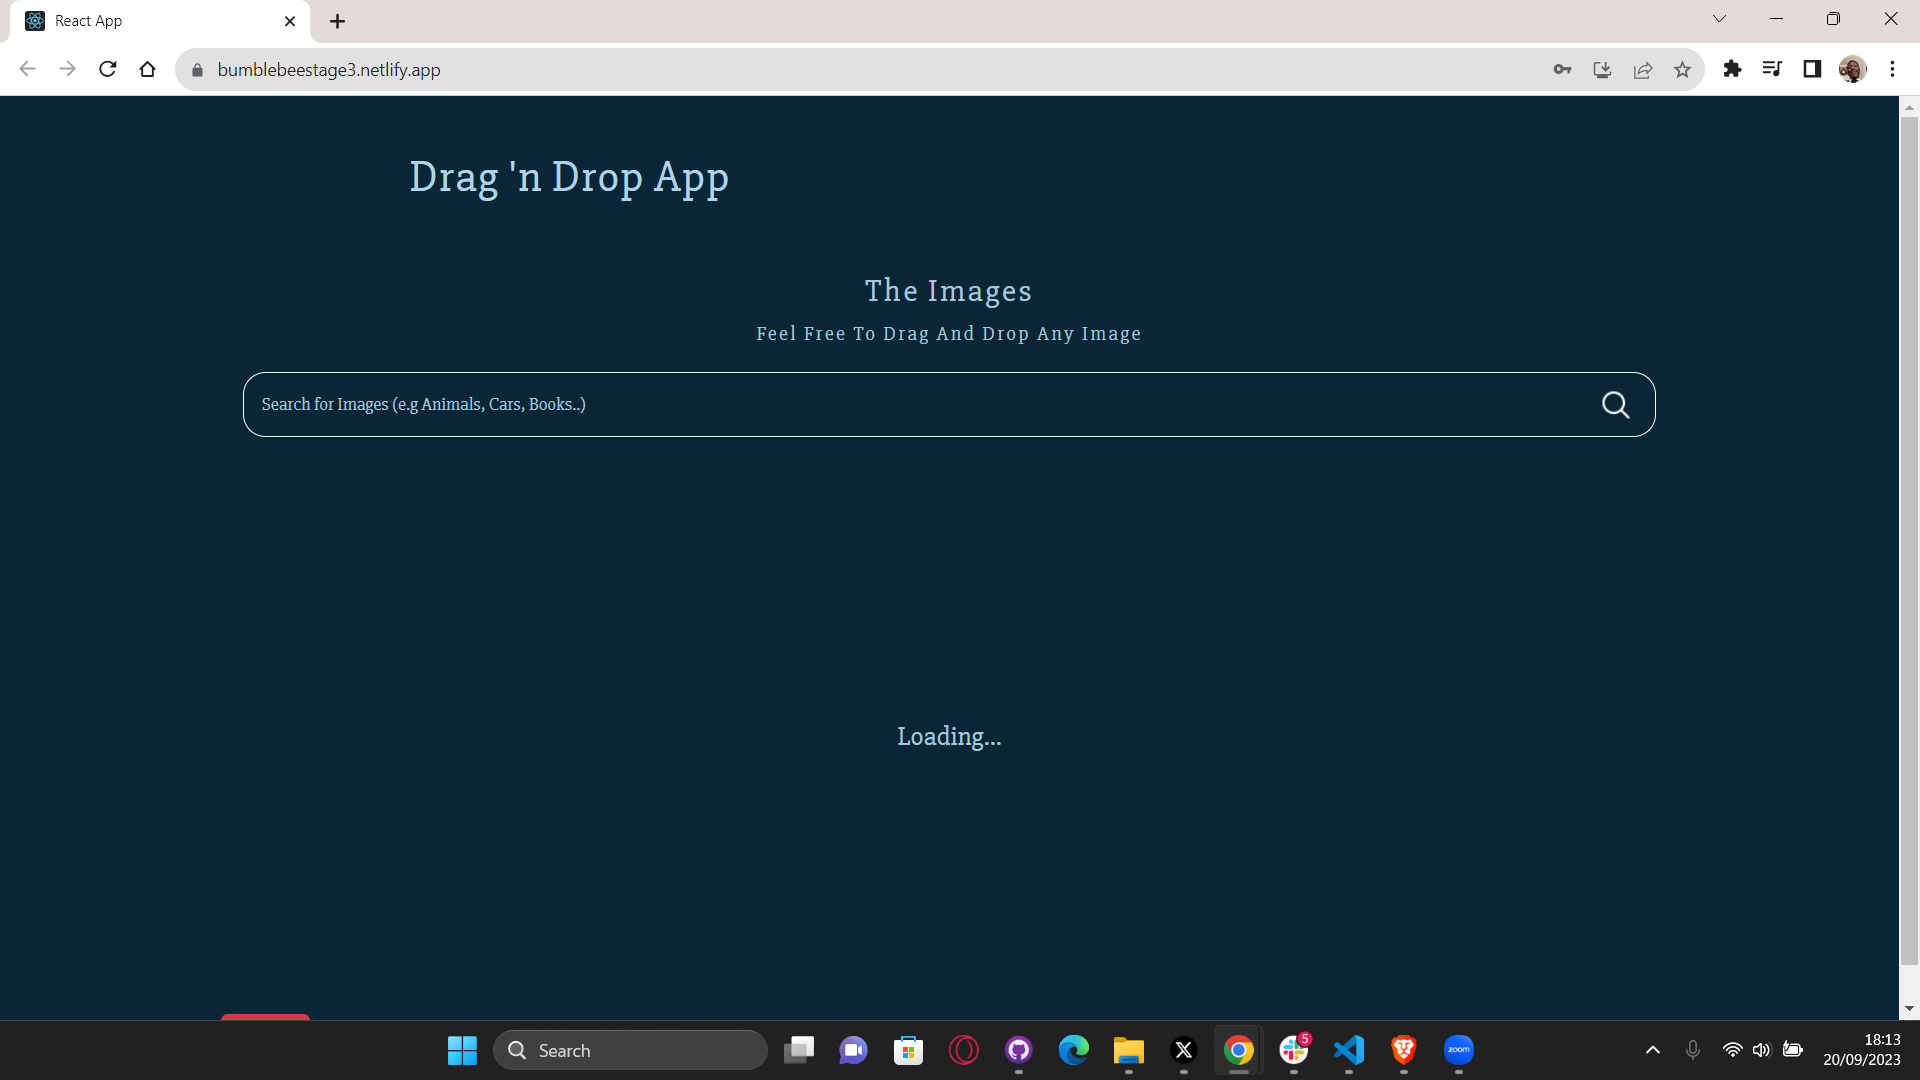 React App
bumblebeestage3.netlify.app
Drag 'n Drop App
The Images
Feel Free To Drag And Drop Any Image
Search for Images (e.g Animals, Cars, Books..)
Loading...
Search
5
zoom
18:13
20/09/2023